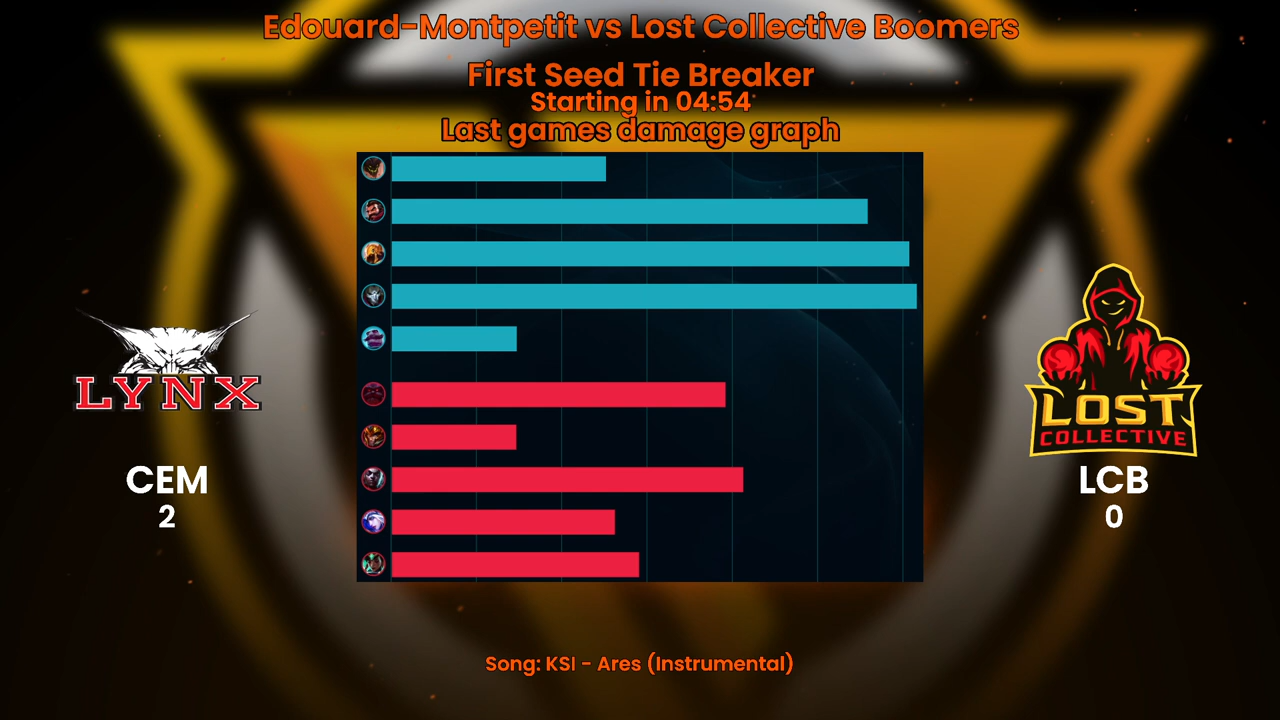 Edouard-Montpetit vs Lost Collective Boomers
First Seed Tie Breaker
Starting in 04:54
Last games damage graph
LYNX
CEM
2
LOST
COLLECTIVE
LCB
0
Song: KSI - Ares (Instrumental)